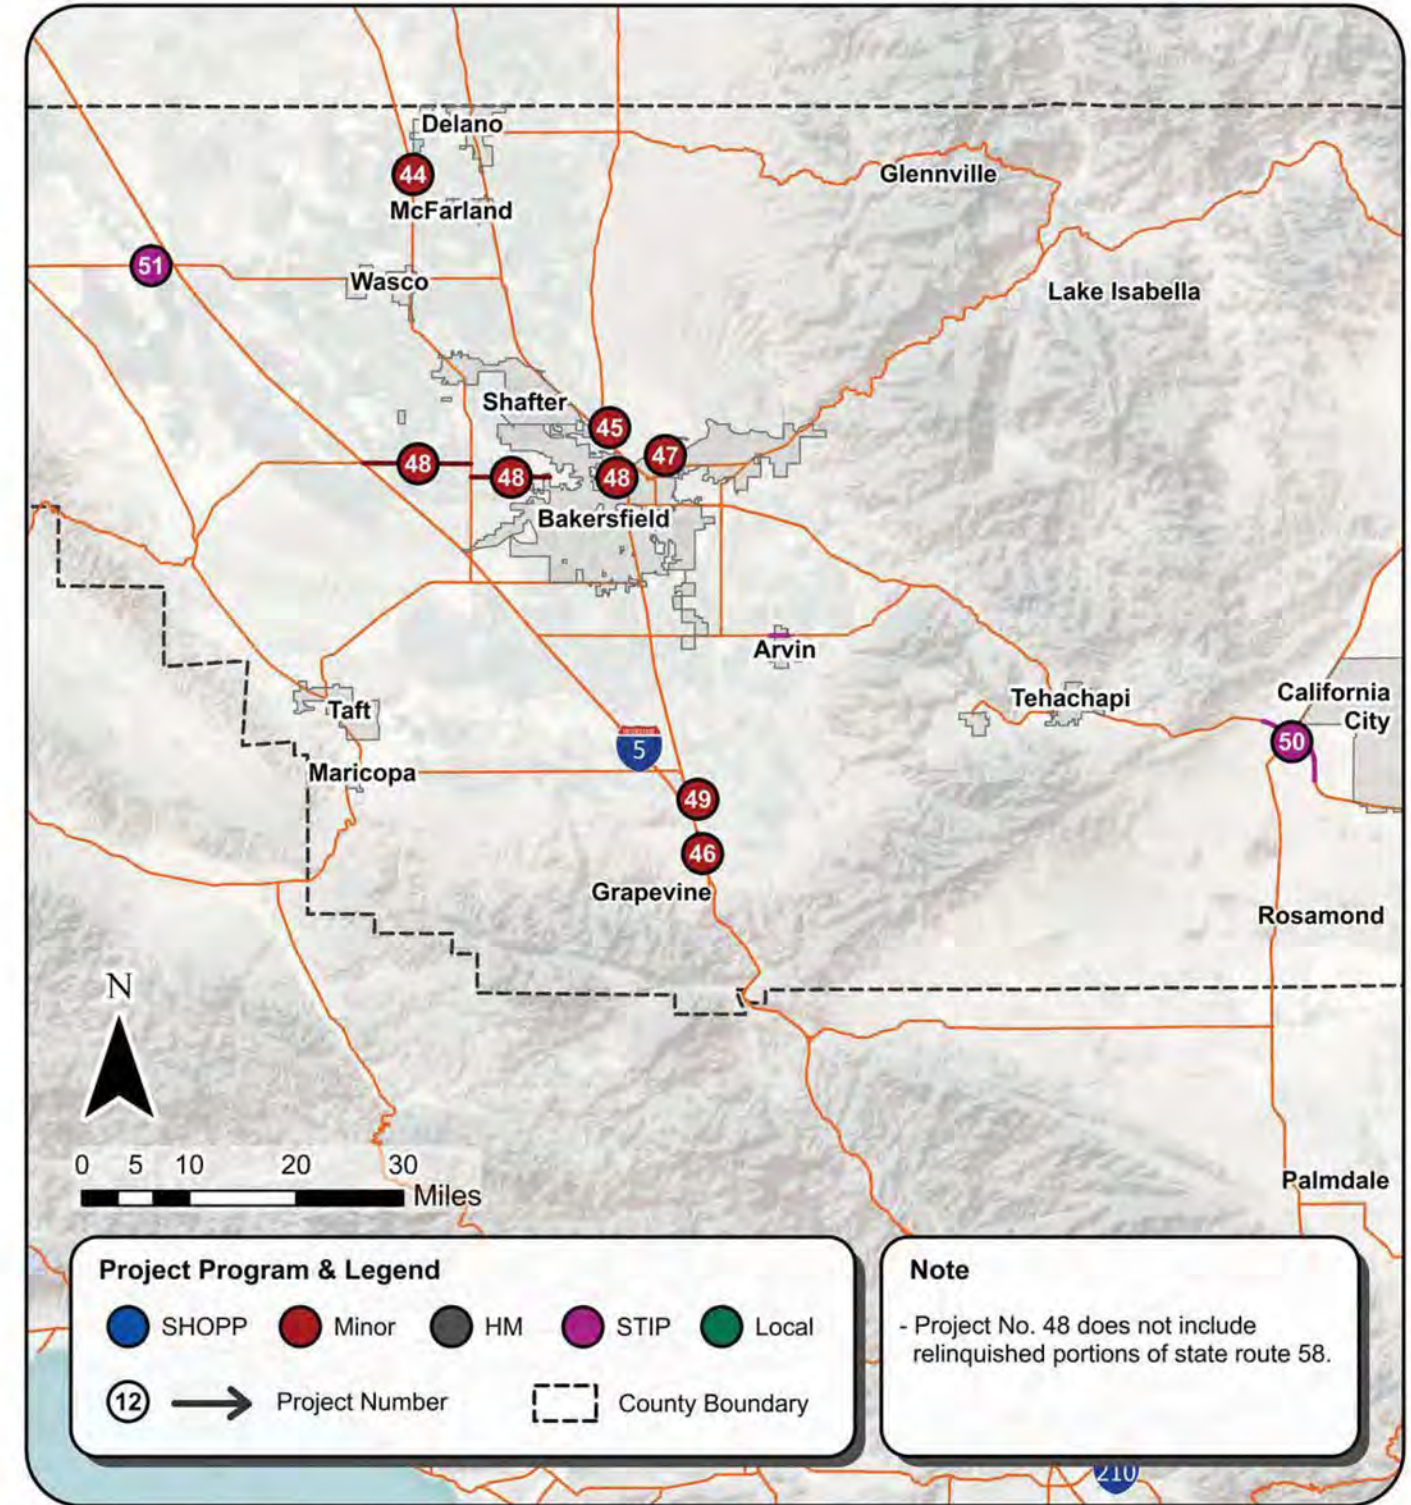 Delano
44
Glennville
McFarland
51
Wasco
Lake Isabella
Shafter
45
47
48
48
48
Bakersfield
Arvin
Tehachapi
California
City
Taft
50
5
Maricopa
49
46
Grapevine
Rosamond
N
0 5 10 20 30
Miles
Palmdale
Project Program & Legend
SHOPP Minor HM STIP Local
12 Project Number County Boundary
Note
- Project No. 48 does not include
relinquished portions of state route 58.
210